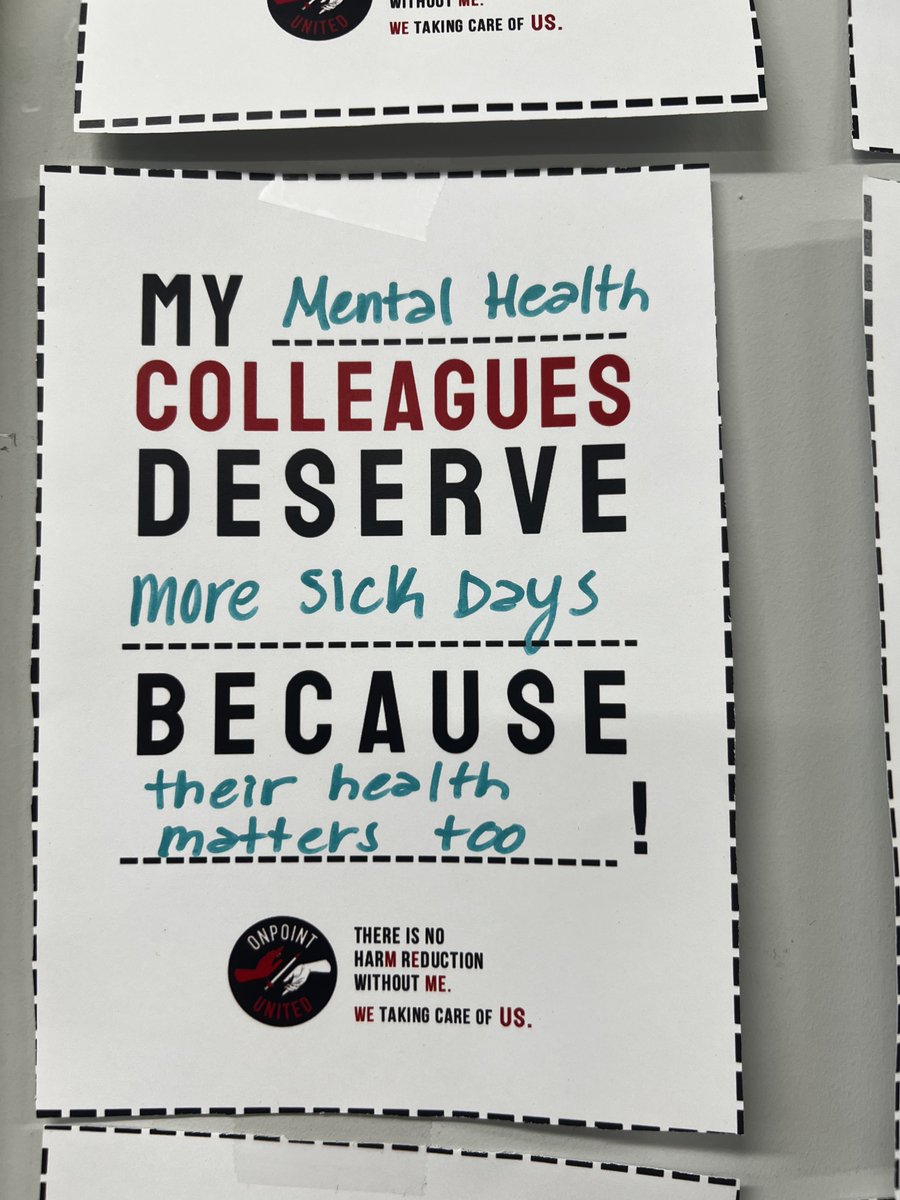 WITHOUT ME.
UNITED
WE TAKING CARE OF US.
MY Mental Health
COLLEAGUES
DESERVE
more sick Days
BECAUSE
their health
matters too !
ONPOINT
UNITED
THERE IS NO
HARM REDUCTION
WITHOUT ME.
WE TAKING CARE OF US.